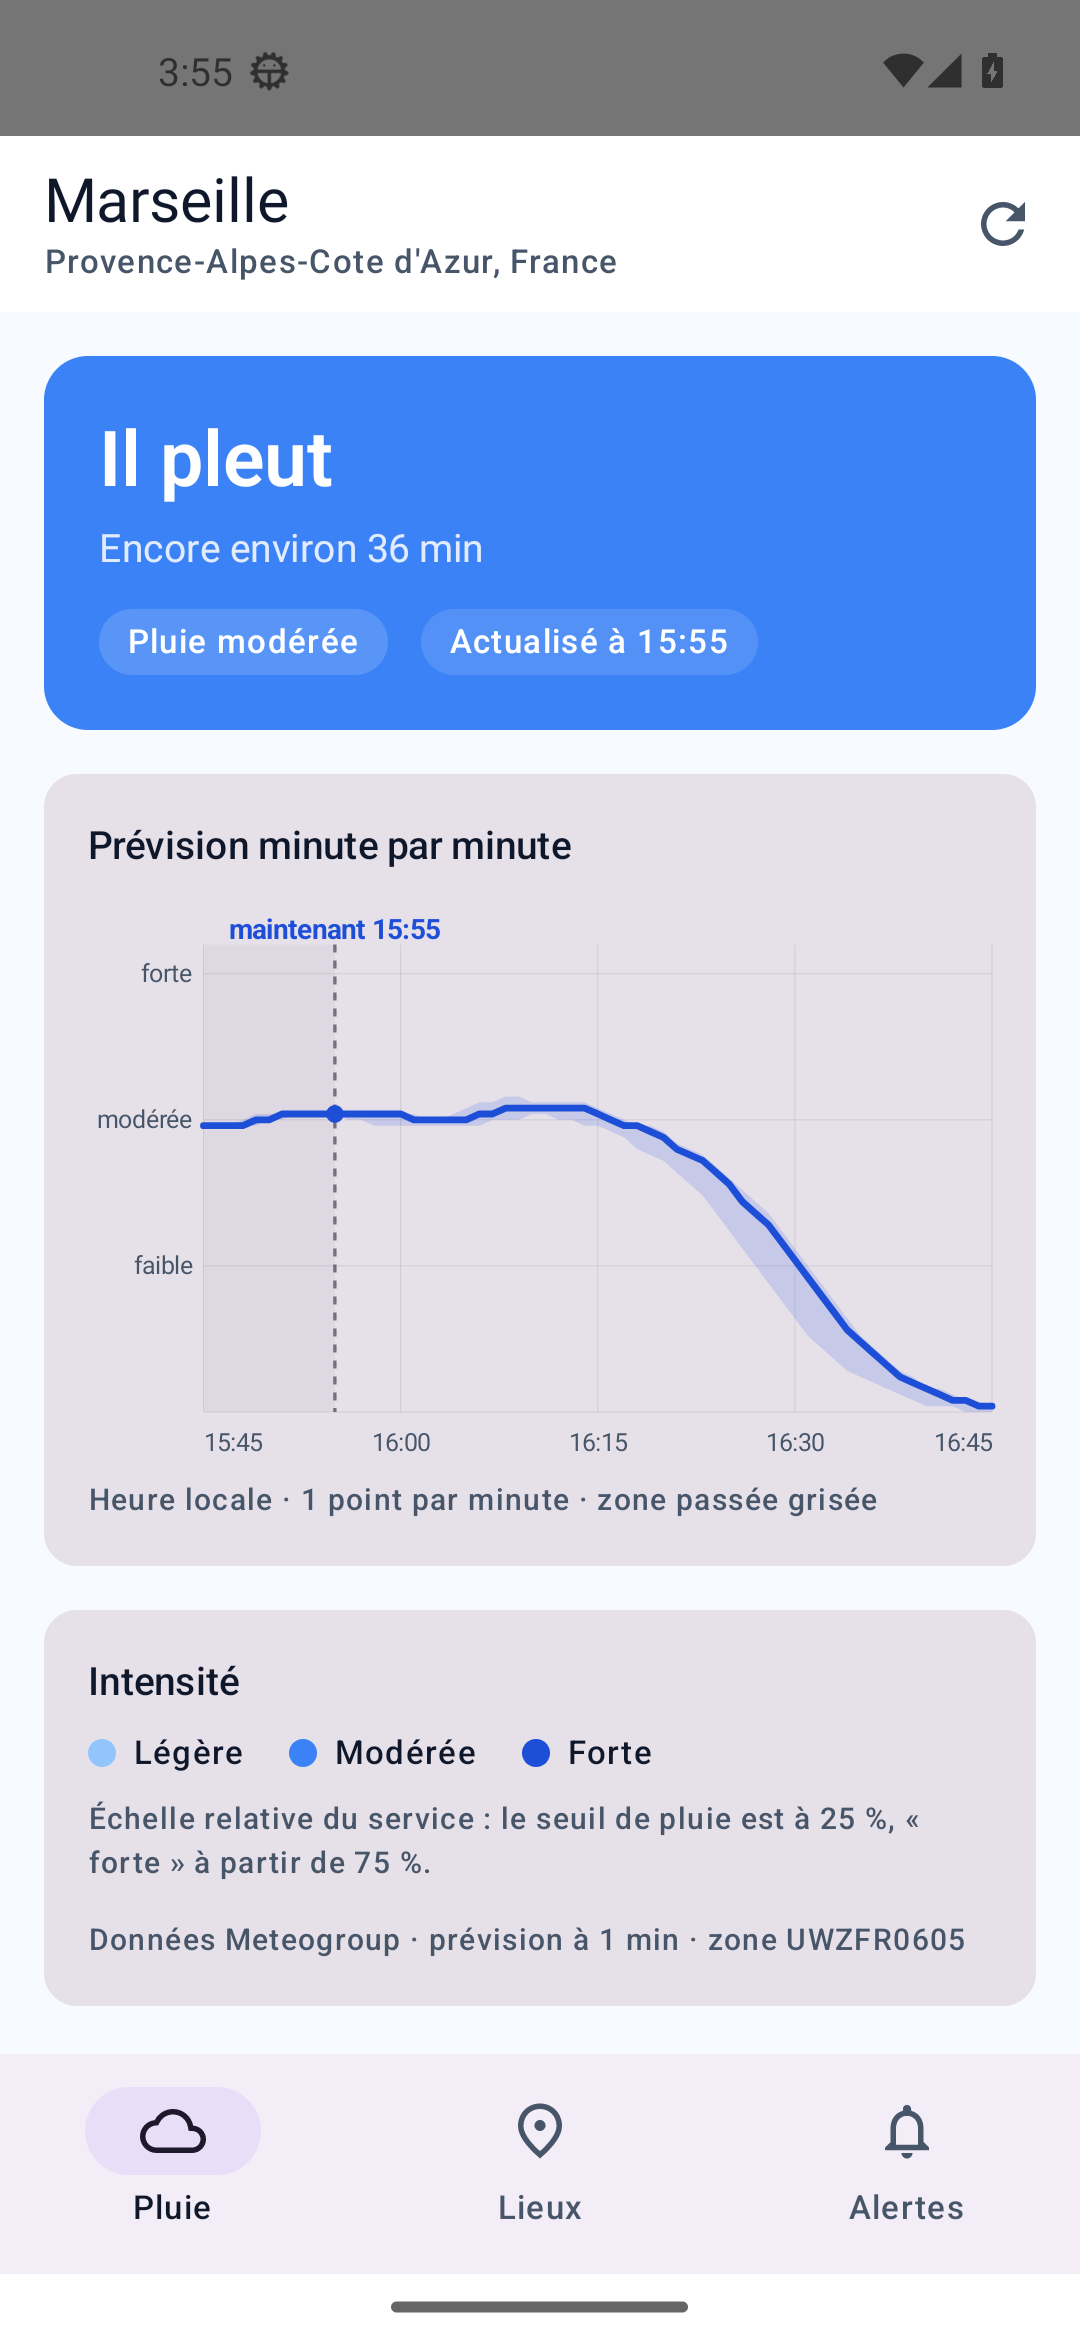 3:55
Marseille
Provence-Alpes-Cote d'Azur, France
Il pleut
Encore environ 36 min
Pluie modérée
Actualisé à 15:55
Prévision minute par minute
maintenant 15:55
forte
modérée
faible
15:45 16:00 16:15 16:30 16:45
Heure locale · 1 point par minute · zone passée grisée
Intensité
Légère Modérée Forte
Échelle relative du service : le seuil de pluie est à 25 %, «
forte » à partir de 75 %.
Données Meteogroup · prévision à 1 min · zone UWZFR0605
Pluie Lieux Alertes